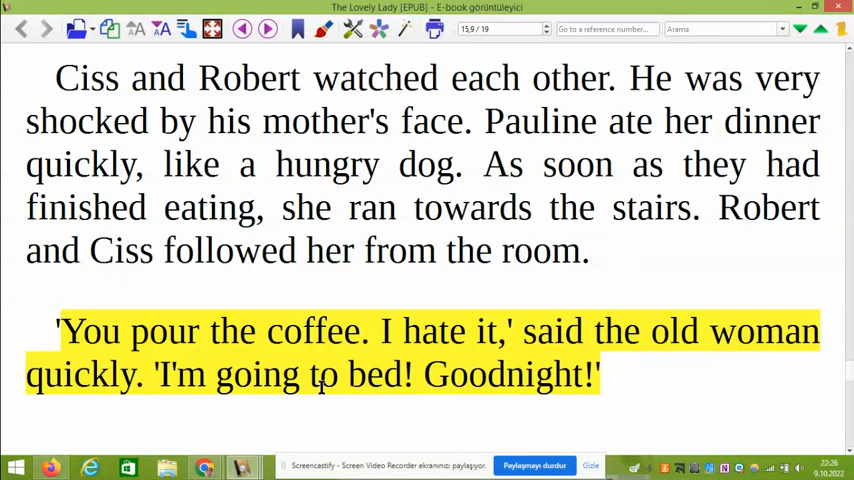 The Lovely Lady [EPUB] - E-book görüntüleyici
15,9 / 19
Go to a reference number...
Arama
Ciss and Robert watched each other. He was very
shocked by his mother's face. Pauline ate her dinner
quickly, like a hungry dog. As soon as they had
finished eating, she ran towards the stairs. Robert
and Ciss followed her from the room.
'You pour the coffee. I hate it,' said the old woman
quickly. 'I'm going to bed! Goodnight!'
Screencastify - Screen Video Recorder ekranınızı paylaşıyor.
Paylaşmayı durdur
Gizle
22:26
9.10.2022